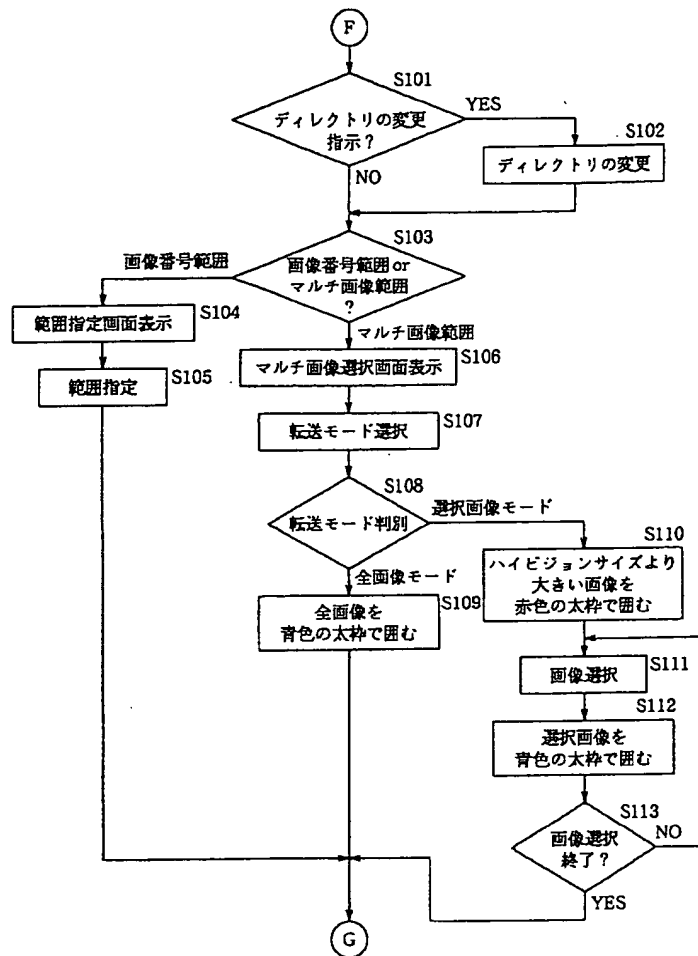 F
S101
ディレクトリの変更
指示？
YES
NO
S102
ディレクトリの変更
S103
画像番号範囲or
マルチ画像範囲
？
画像番号範囲
マルチ画像範囲
S104
範囲指定画面表示
S105
範囲指定
S106
マルチ画像選択画面表示
S107
転送モード選択
S108
転送モード判別
選択画像モード
全画像モード
S109
全画像を
青色の太枠で囲む
S110
ハイビジョンサイズより
大きい画像を
赤色の太枠で囲む
S111
画像選択
S112
選択画像を
青色の太枠で囲む
S113
画像選択
終了？
NO
YES
G